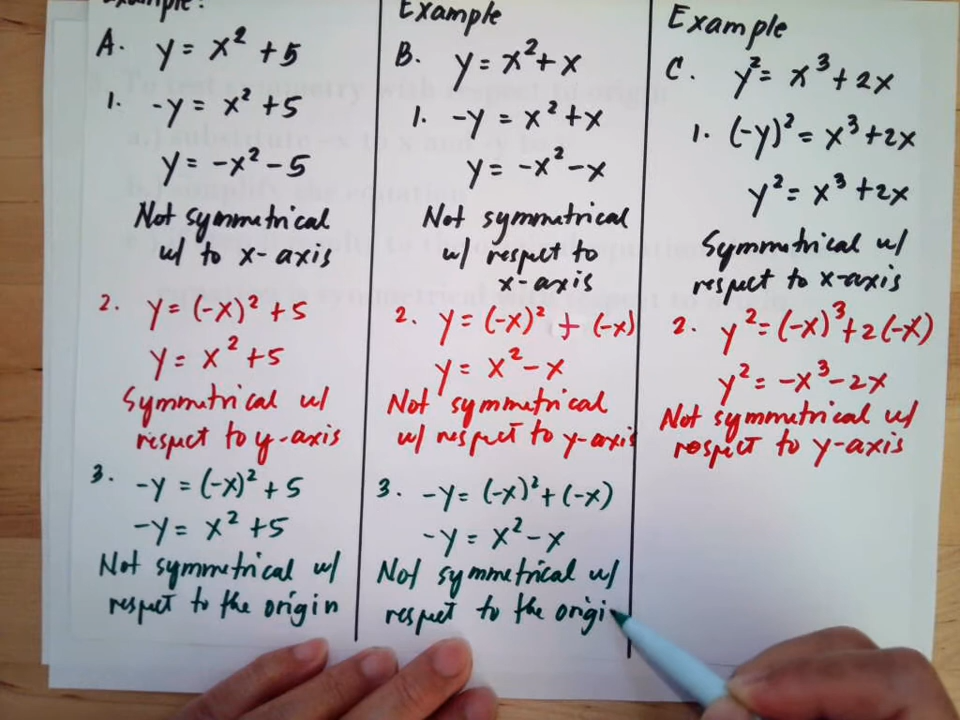 Example:
A. y = x² + 5
1. -y = x² + 5
y = -x² - 5
Not symmetrical
w/ to x-axis
2. y = (-x)² + 5
y = x² + 5
Symmetrical w/
respect to y-axis
3. -y = (-x)² + 5
-y = x² + 5
Not symmetrical w/
respect to the origin
Example
B. y = x² + x
1. -y = x² + x
y = -x² - x
Not symmetrical
w/ respect to
x-axis
2. y = (-x)² + (-x)
y = x² - x
Not symmetrical
w/ respect to y-axis
3. -y = (-x)² + (-x)
-y = x² - x
Not symmetrical w/
respect to the origi
Example
C. y² = x³ + 2x
1. (-y)² = x³ + 2x
y² = x³ + 2x
Symmetrical w/
respect to x-axis
2. y² = (-x)³ + 2(-x)
y² = -x³ - 2x
Not symmetrical w/
respect to y-axis